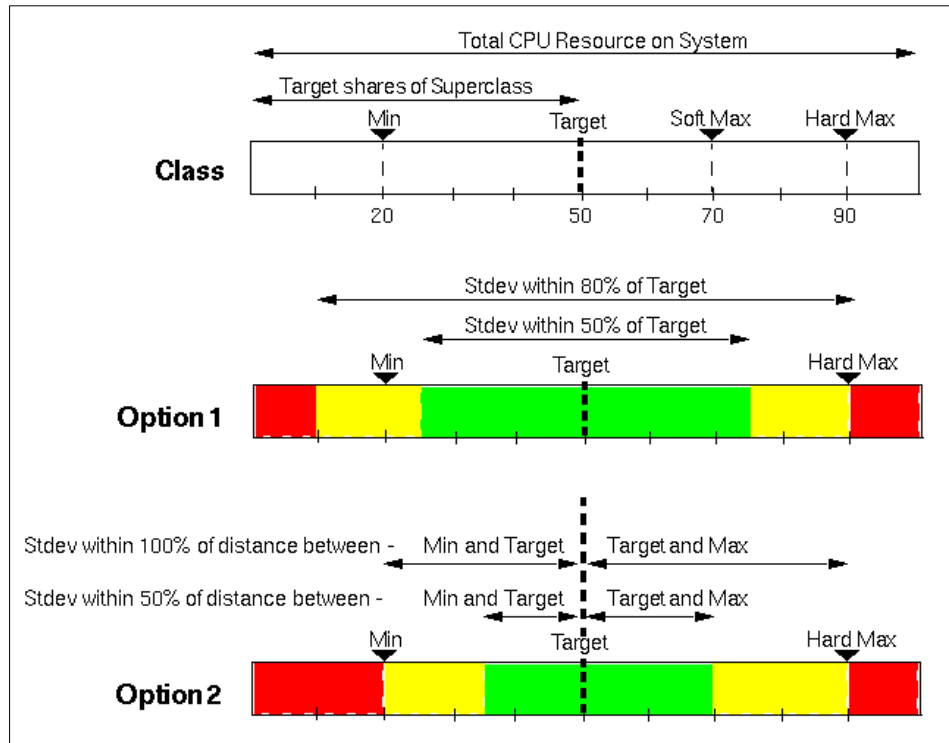 Total CPU Resource on System
Target shares of Superclass
Min Target Soft Max Hard Max
Class
20 50 70 90
Stdev within 80% of Target
Stdev within 50% of Target
Min Target Hard Max
Option 1
Stdev within 100% of distance between - Min and Target Target and Max
Stdev within 50% of distance between - Min and Target Target and Max
Min Target Hard Max
Option 2